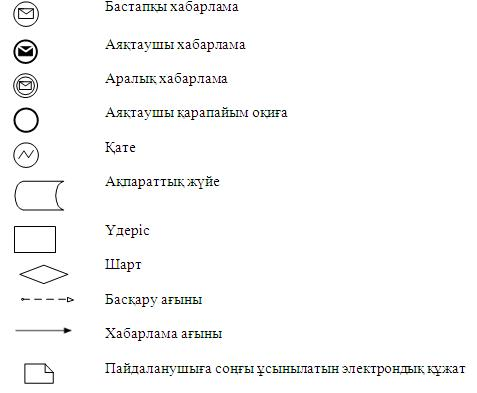 Бастапқы хабарлама
Аяқтаушы хабарлама
Аралық хабарлама
Аяқтаушы қарапайым оқиға
Қате
Ақпараттық жүйе
Үдеріс
Шарт
Басқару ағыны
Хабарлама ағыны
Пайдаланушыға соңғы ұсынылатын электрондық құжат